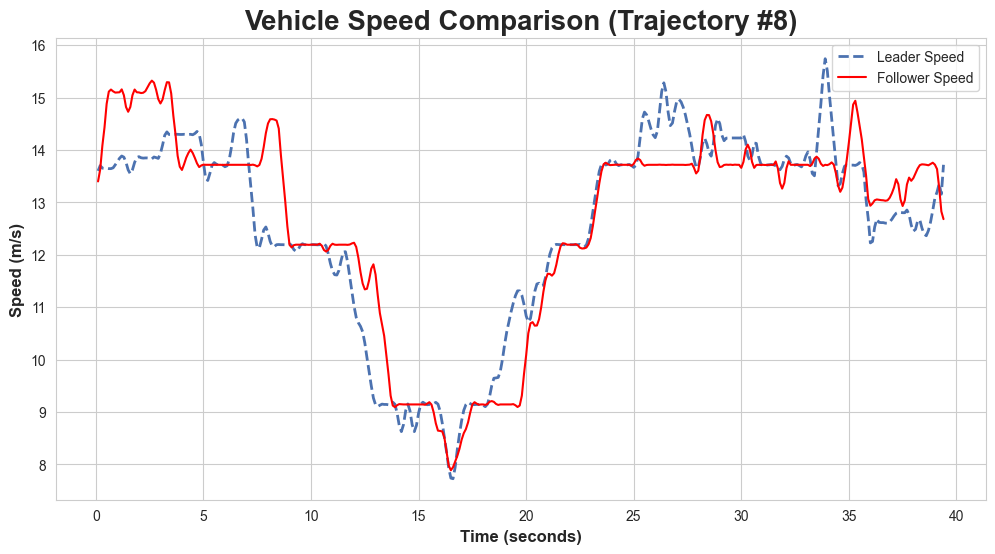 Vehicle Speed Comparison (Trajectory #8)
Leader Speed
Follower Speed
Speed (m/s)
16
15
14
13
12
11
10
9
8
0 5 10 15 20 25 30 35 40
Time (seconds)